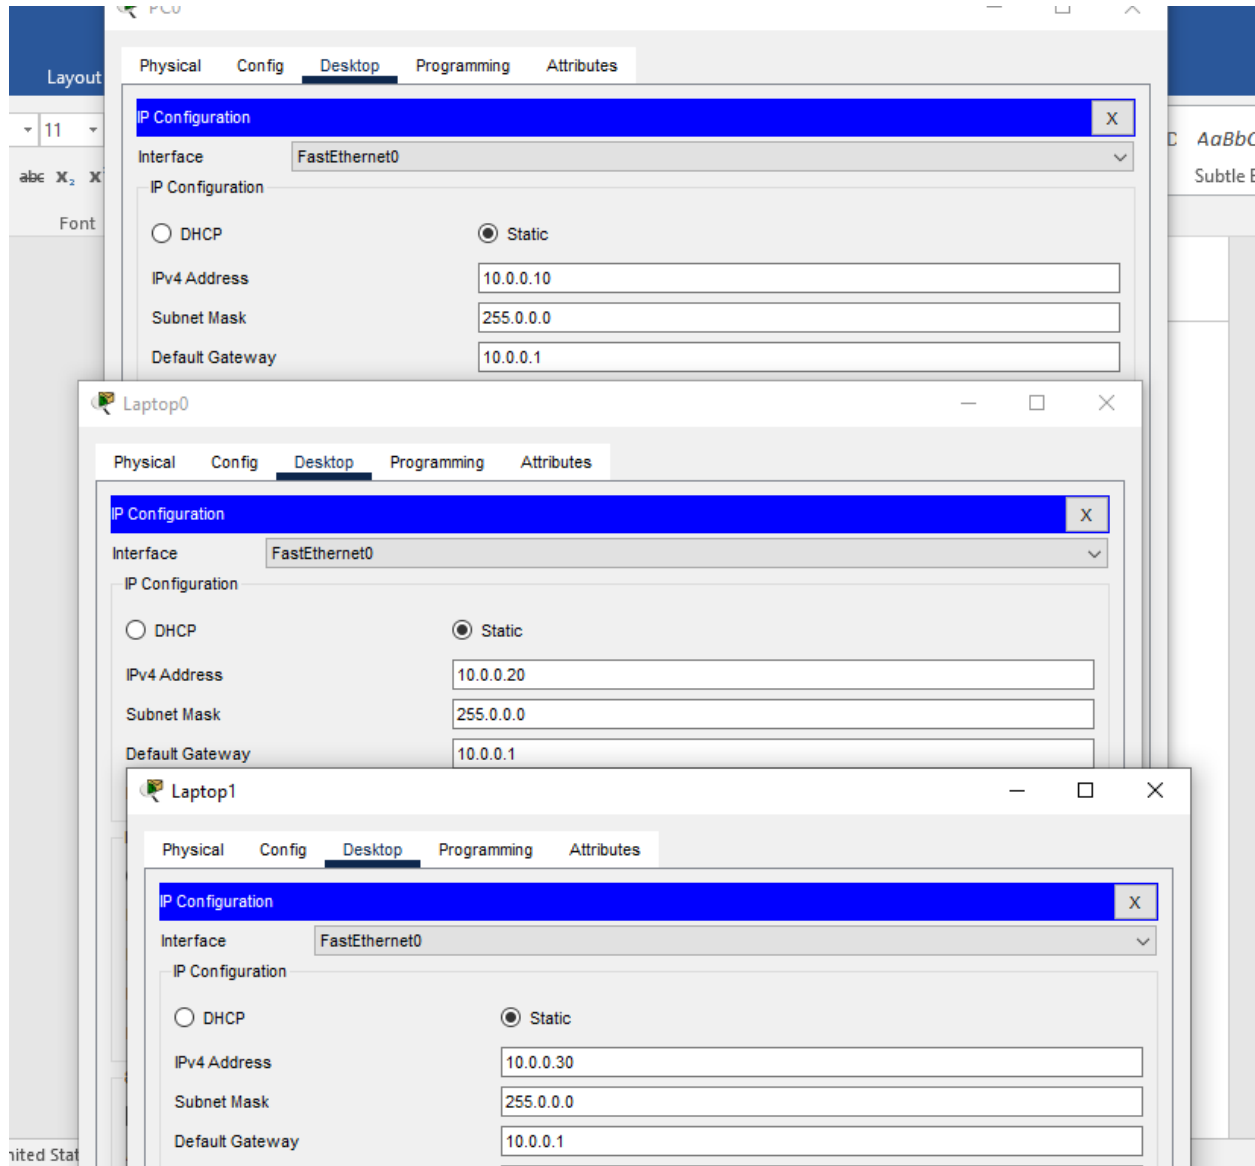 PC0
Layout
Physical Config Desktop Programming Attributes
IP Configuration X
11
Interface FastEthernet0
AaBbC
abc X₂ X
IP Configuration
Subtle E
Font
DHCP Static
IPv4 Address 10.0.0.10
Subnet Mask 255.0.0.0
Default Gateway 10.0.0.1
Laptop0
Physical Config Desktop Programming Attributes
IP Configuration X
Interface FastEthernet0
IP Configuration
DHCP Static
IPv4 Address 10.0.0.20
Subnet Mask 255.0.0.0
Default Gateway 10.0.0.1
Laptop1
Physical Config Desktop Programming Attributes
IP Configuration X
Interface FastEthernet0
IP Configuration
DHCP Static
IPv4 Address 10.0.0.30
Subnet Mask 255.0.0.0
Default Gateway 10.0.0.1
nited Stat